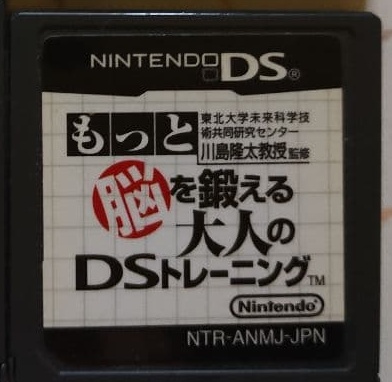 NINTENDO DS®
もっと
東北大学未来科学技
術共同研究センター
川島隆太教授監修
脳を鍛える
大人の
DSトレーニング™
Nintendo®
NTR-ANMJ-JPN